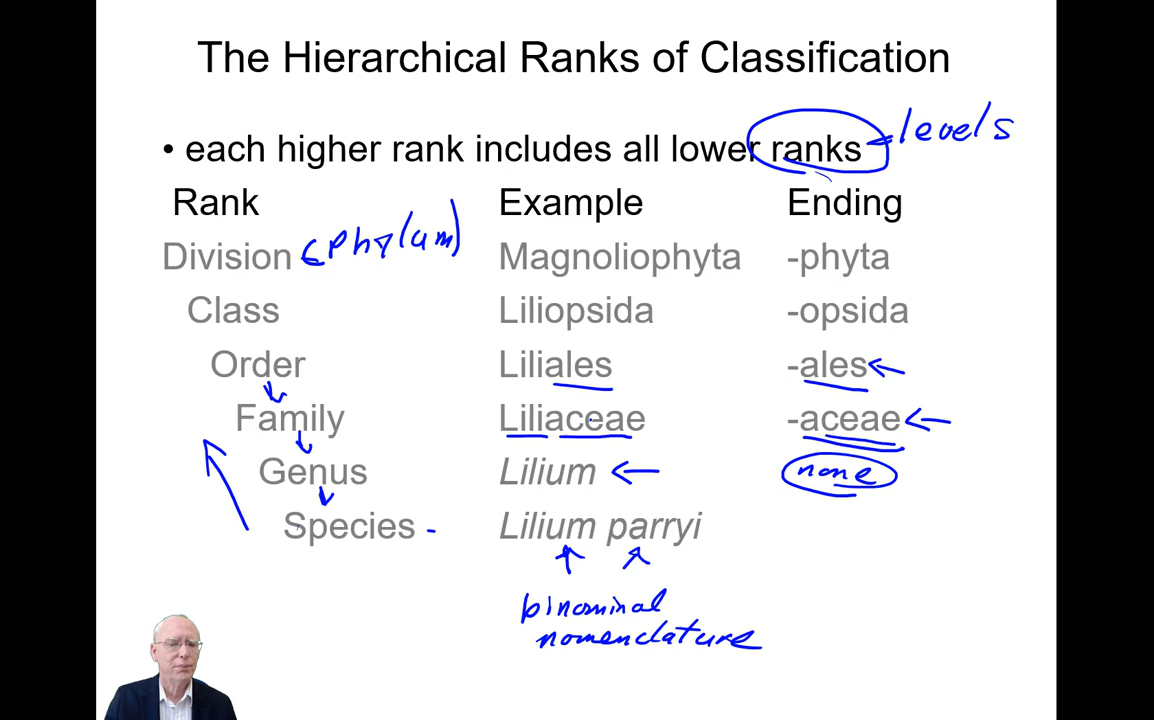 The Hierarchical Ranks of Classification
• each higher rank includes all lower ranks levels
Rank Example Ending
Division (Phylum) Magnoliophyta -phyta
Class Liliopsida -opsida
Order Liliales -ales
Family Liliaceae -aceae
Genus Lilium none
Species - Lilium parryi
binominal
nomenclature